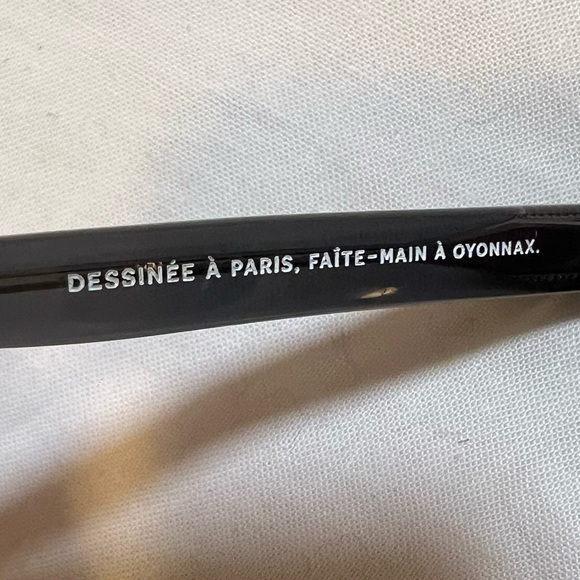 DESSINÉE À PARIS, FAÎTE-MAIN À OYONNAX.